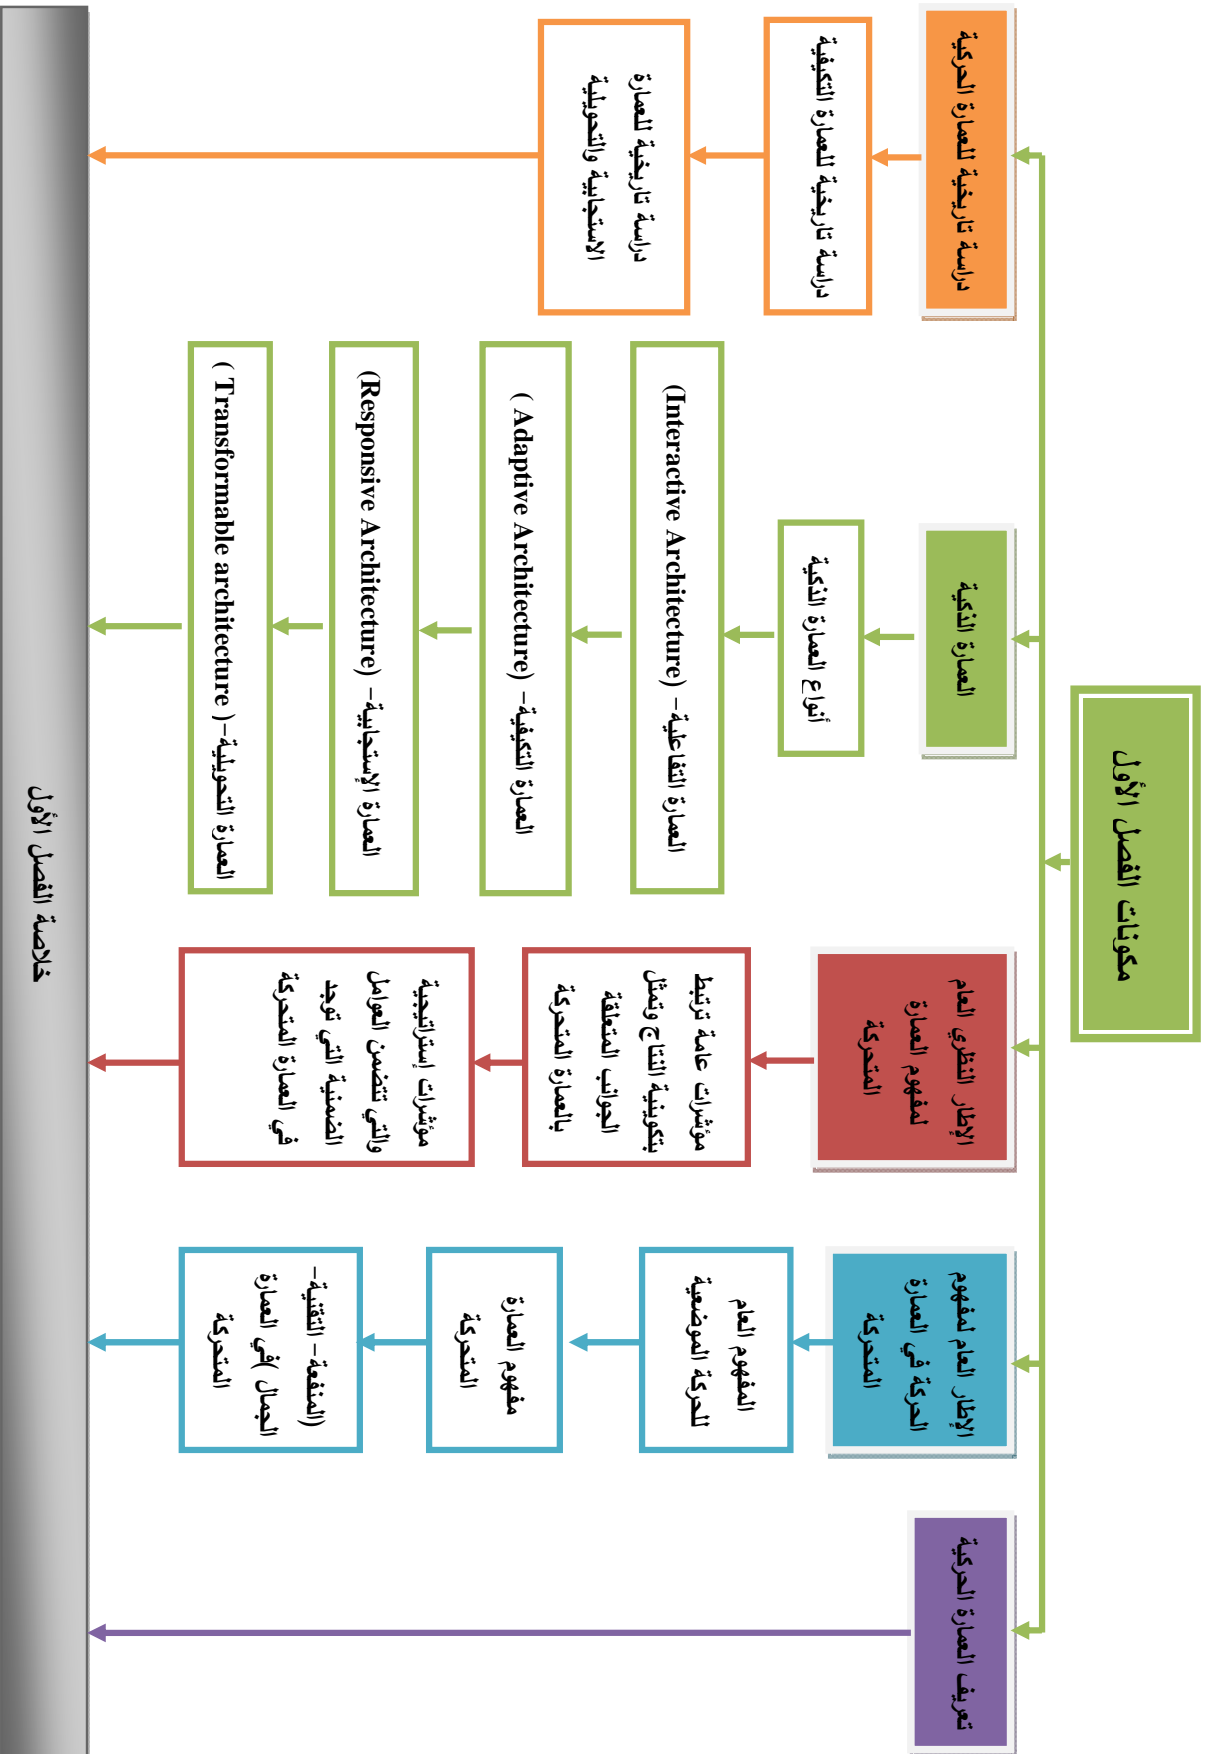 مكونات الفصل الأول
تعريف العمارة الحركية
الإطار العام لمفهوم
الحركة في العمارة
المتحركة
المفهوم العام
للحركة الموضعية
مفهوم العمارة
المتحركة
(المنفعة- التقنية-
الجمال )في العمارة
المتحركة
الإطار النظري العام
لمفهوم العمارة
المتحركة
مؤشرات عامة ترتبط
بتكوينية النتاج وتمثل
الجوانب المتعلقة
بالعمارة المتحركة
مؤشرات إستراتيجية
والتي تتضمن العوامل
الضمنية التي توجد
في العمارة المتحركة
العمارة الذكية
أنواع العمارة الذكية
العمارة التفاعلية- (Interactive Architecture)
العمارة التكيفية- ( Adaptive Architecture)
العمارة الإستجابية- (Responsive Architecture)
العمارة التحويلية-( Transformable architecture )
دراسة تاريخية للعمارة الحركية
دراسة تاريخية للعمارة التكيفية
دراسة تاريخية للعمارة
الاستجابية والتحويلية
خلاصة الفصل الأول